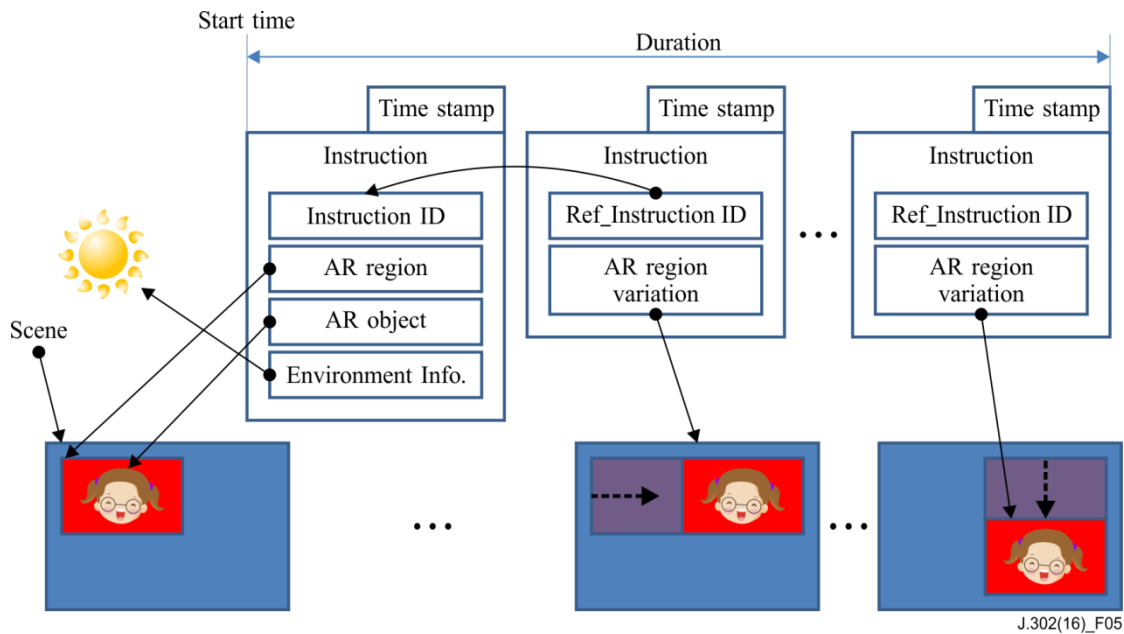 Start time
Duration
Time stamp
Time stamp
Time stamp
Instruction
Instruction
Instruction
Instruction ID
Ref_Instruction ID
Ref_Instruction ID
AR region
AR region
variation
AR region
variation
AR object
Environment Info.
Scene
J.302(16)_F05